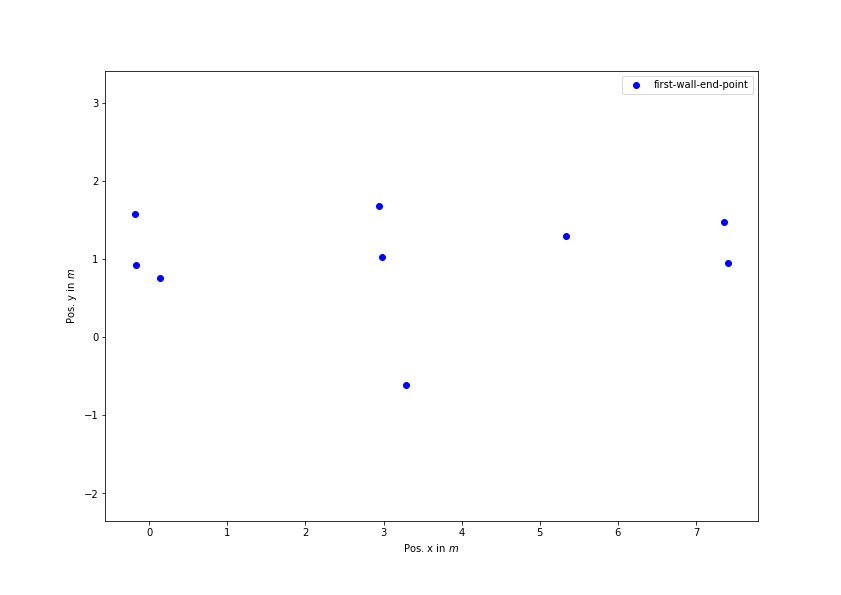 first-wall-end-point
3
2
1
0
−1
−2
Pos. y in m
0 1 2 3 4 5 6 7
Pos. x in m